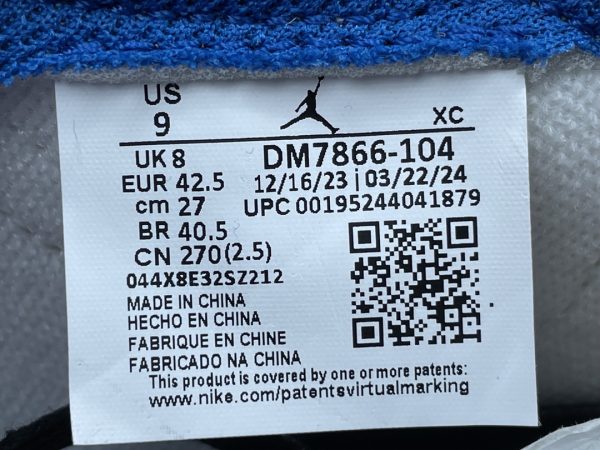 US
9
XC
UK 8
DM7866-104
EUR 42.5
12/16/23 | 03/22/24
cm 27
UPC 00195244041879
BR 40.5
CN 270(2.5)
044X8E32SZ212
MADE IN CHINA
HECHO EN CHINA
FABRIQUE EN CHINE
FABRICADO NA CHINA
This product is covered by one or more patents:
www.nike.com/patentsvirtualmarking